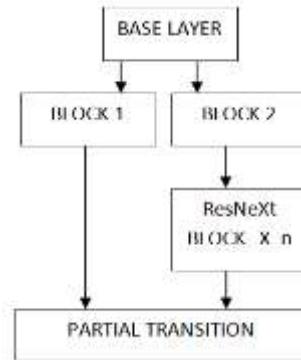 BASE LAYER
BLOCK 1
BLOCK 2
ResNeXt
BLOCK X n
PARTIAL TRANSITION